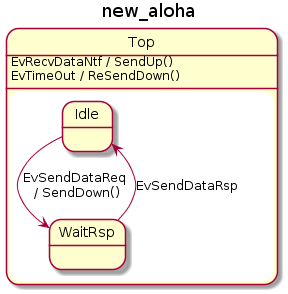 new_aloha
Top
EvRecvDataNtf / SendUp()
EvTimeOut / ReSendDown()
Idle
EvSendDataReq
/ SendDown()
EvSendDataRsp
WaitRsp